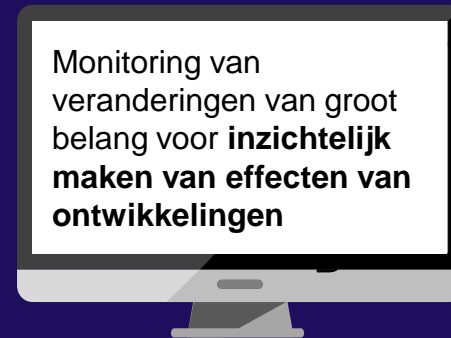 Monitoring van
veranderingen van groot
belang voor inzichtelijk
maken van effecten van
ontwikkelingen